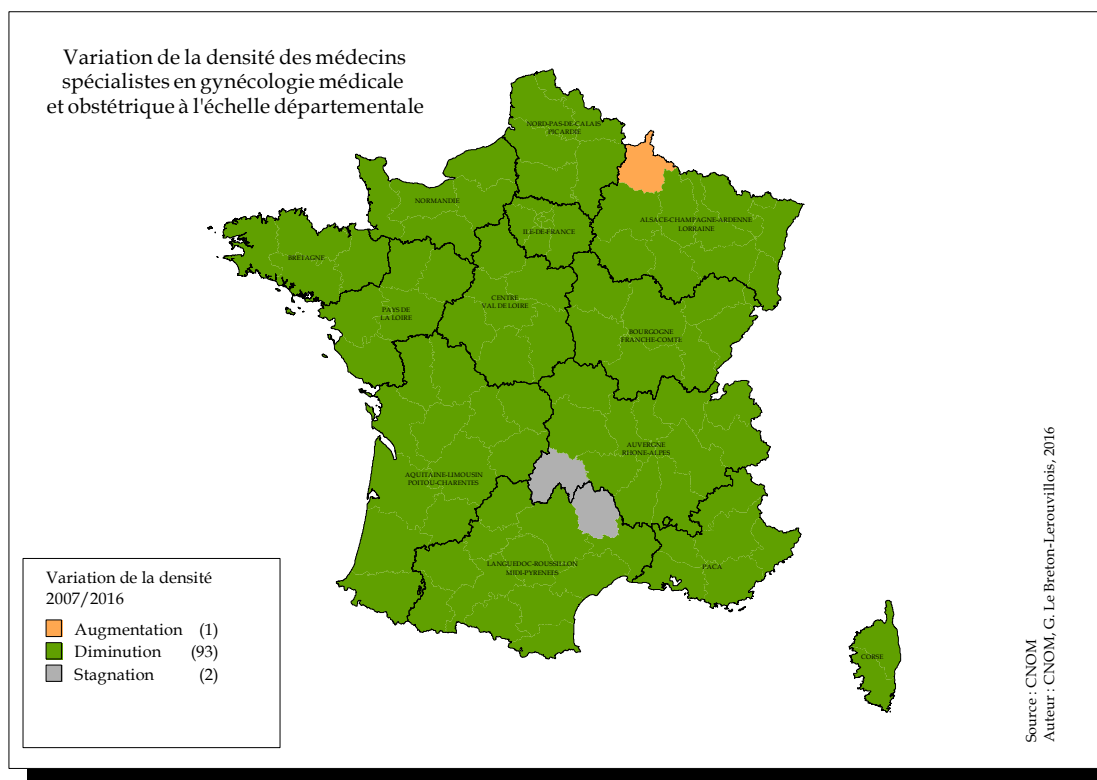 Variation de la densité des médecins
spécialistes en gynécologie médicale
et obstétrique à l'échelle départementale
NORD-PAS-DE-CALAIS
PICARDIE
NORMANDIE
ILE-DE-FRANCE
ALSACE-CHAMPAGNE-ARDENNE
LORRAINE
BRETAGNE
PAYS DE
LA LOIRE
CENTRE
VAL DE LOIRE
BOURGOGNE
FRANCHE-COMTE
AUVERGNE
RHONE-ALPES
AQUITAINE-LIMOUSIN
POITOU-CHARENTES
LANGUEDOC-ROUSSILLON
MIDI-PYRENEES
PACA
CORSE
Variation de la densité
2007/2016
Augmentation (1)
Diminution (93)
Stagnation (2)
Source : CNOM
Auteur : CNOM, G. Le Breton-Lerouvillois, 2016